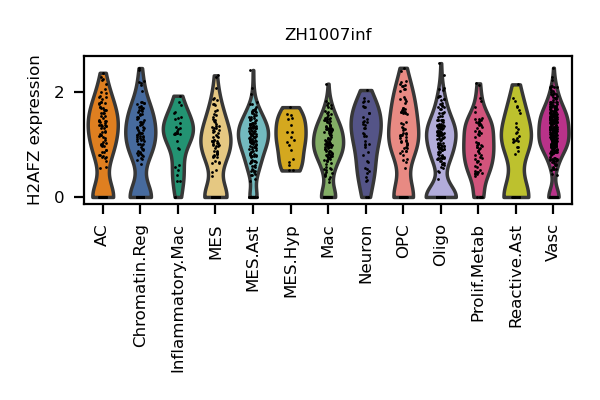 ZH1007inf
H2AFZ expression
2
0
AC
Chromatin.Reg
Inflammatory.Mac
MES
MES.Ast
MES.Hyp
Mac
Neuron
OPC
Oligo
Prolif.Metab
Reactive.Ast
Vasc